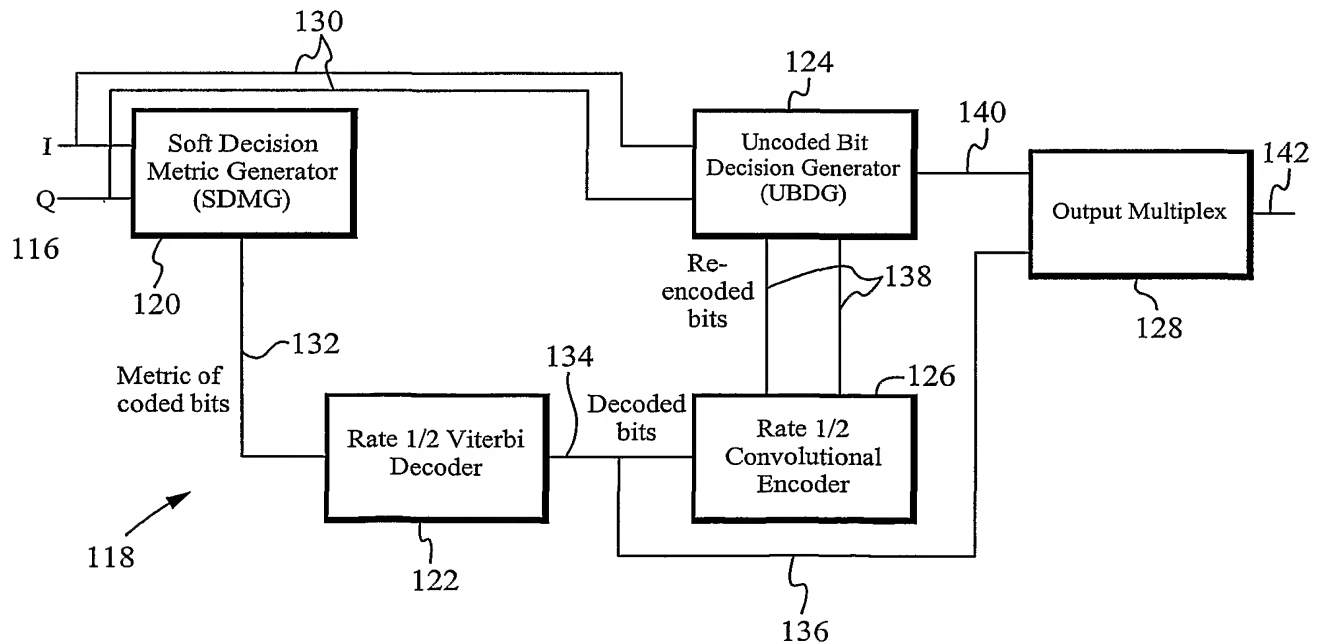 130
124
I
Q
116
Soft Decision
Metric Generator
(SDMG)
120
Uncoded Bit
Decision Generator
(UBDG)
140
Output Multiplex
142
128
Re-
encoded
bits
138
132
Metric of
coded bits
134
126
Rate 1/2 Viterbi
Decoder
Decoded
bits
Rate 1/2
Convolutional
Encoder
118
122
136